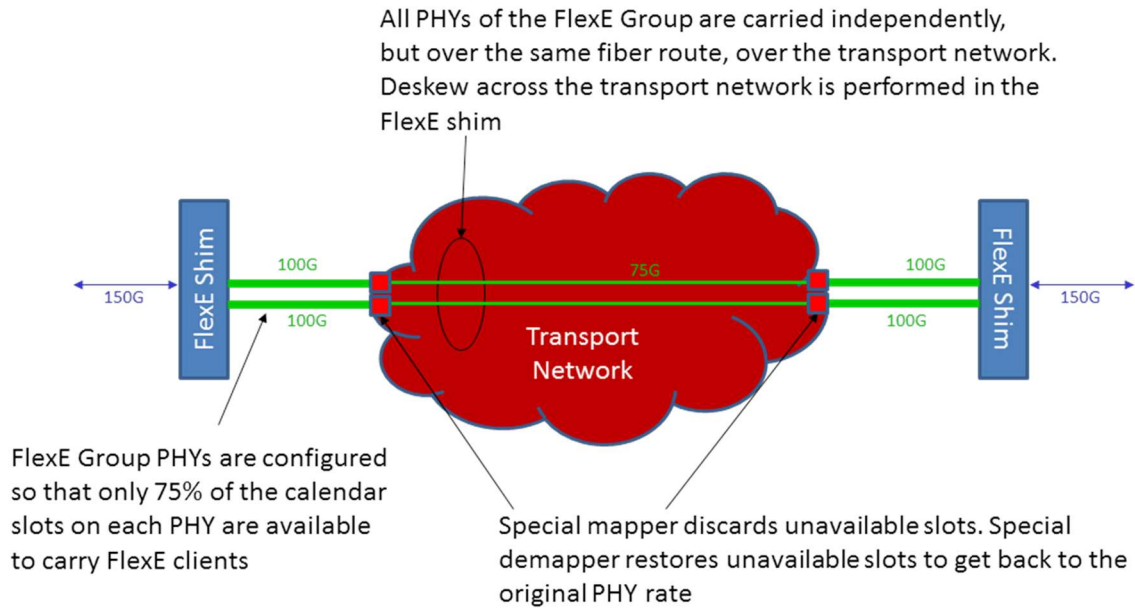 All PHYs of the FlexE Group are carried independently,
but over the same fiber route, over the transport network.
Deskew across the transport network is performed in the
FlexE shim
FlexE Shim
150G
100G
100G
75G
Transport
Network
100G
100G
FlexE Shim
150G
FlexE Group PHYs are configured
so that only 75% of the calendar
slots on each PHY are available
to carry FlexE clients
Special mapper discards unavailable slots. Special
demapper restores unavailable slots to get back to the
original PHY rate